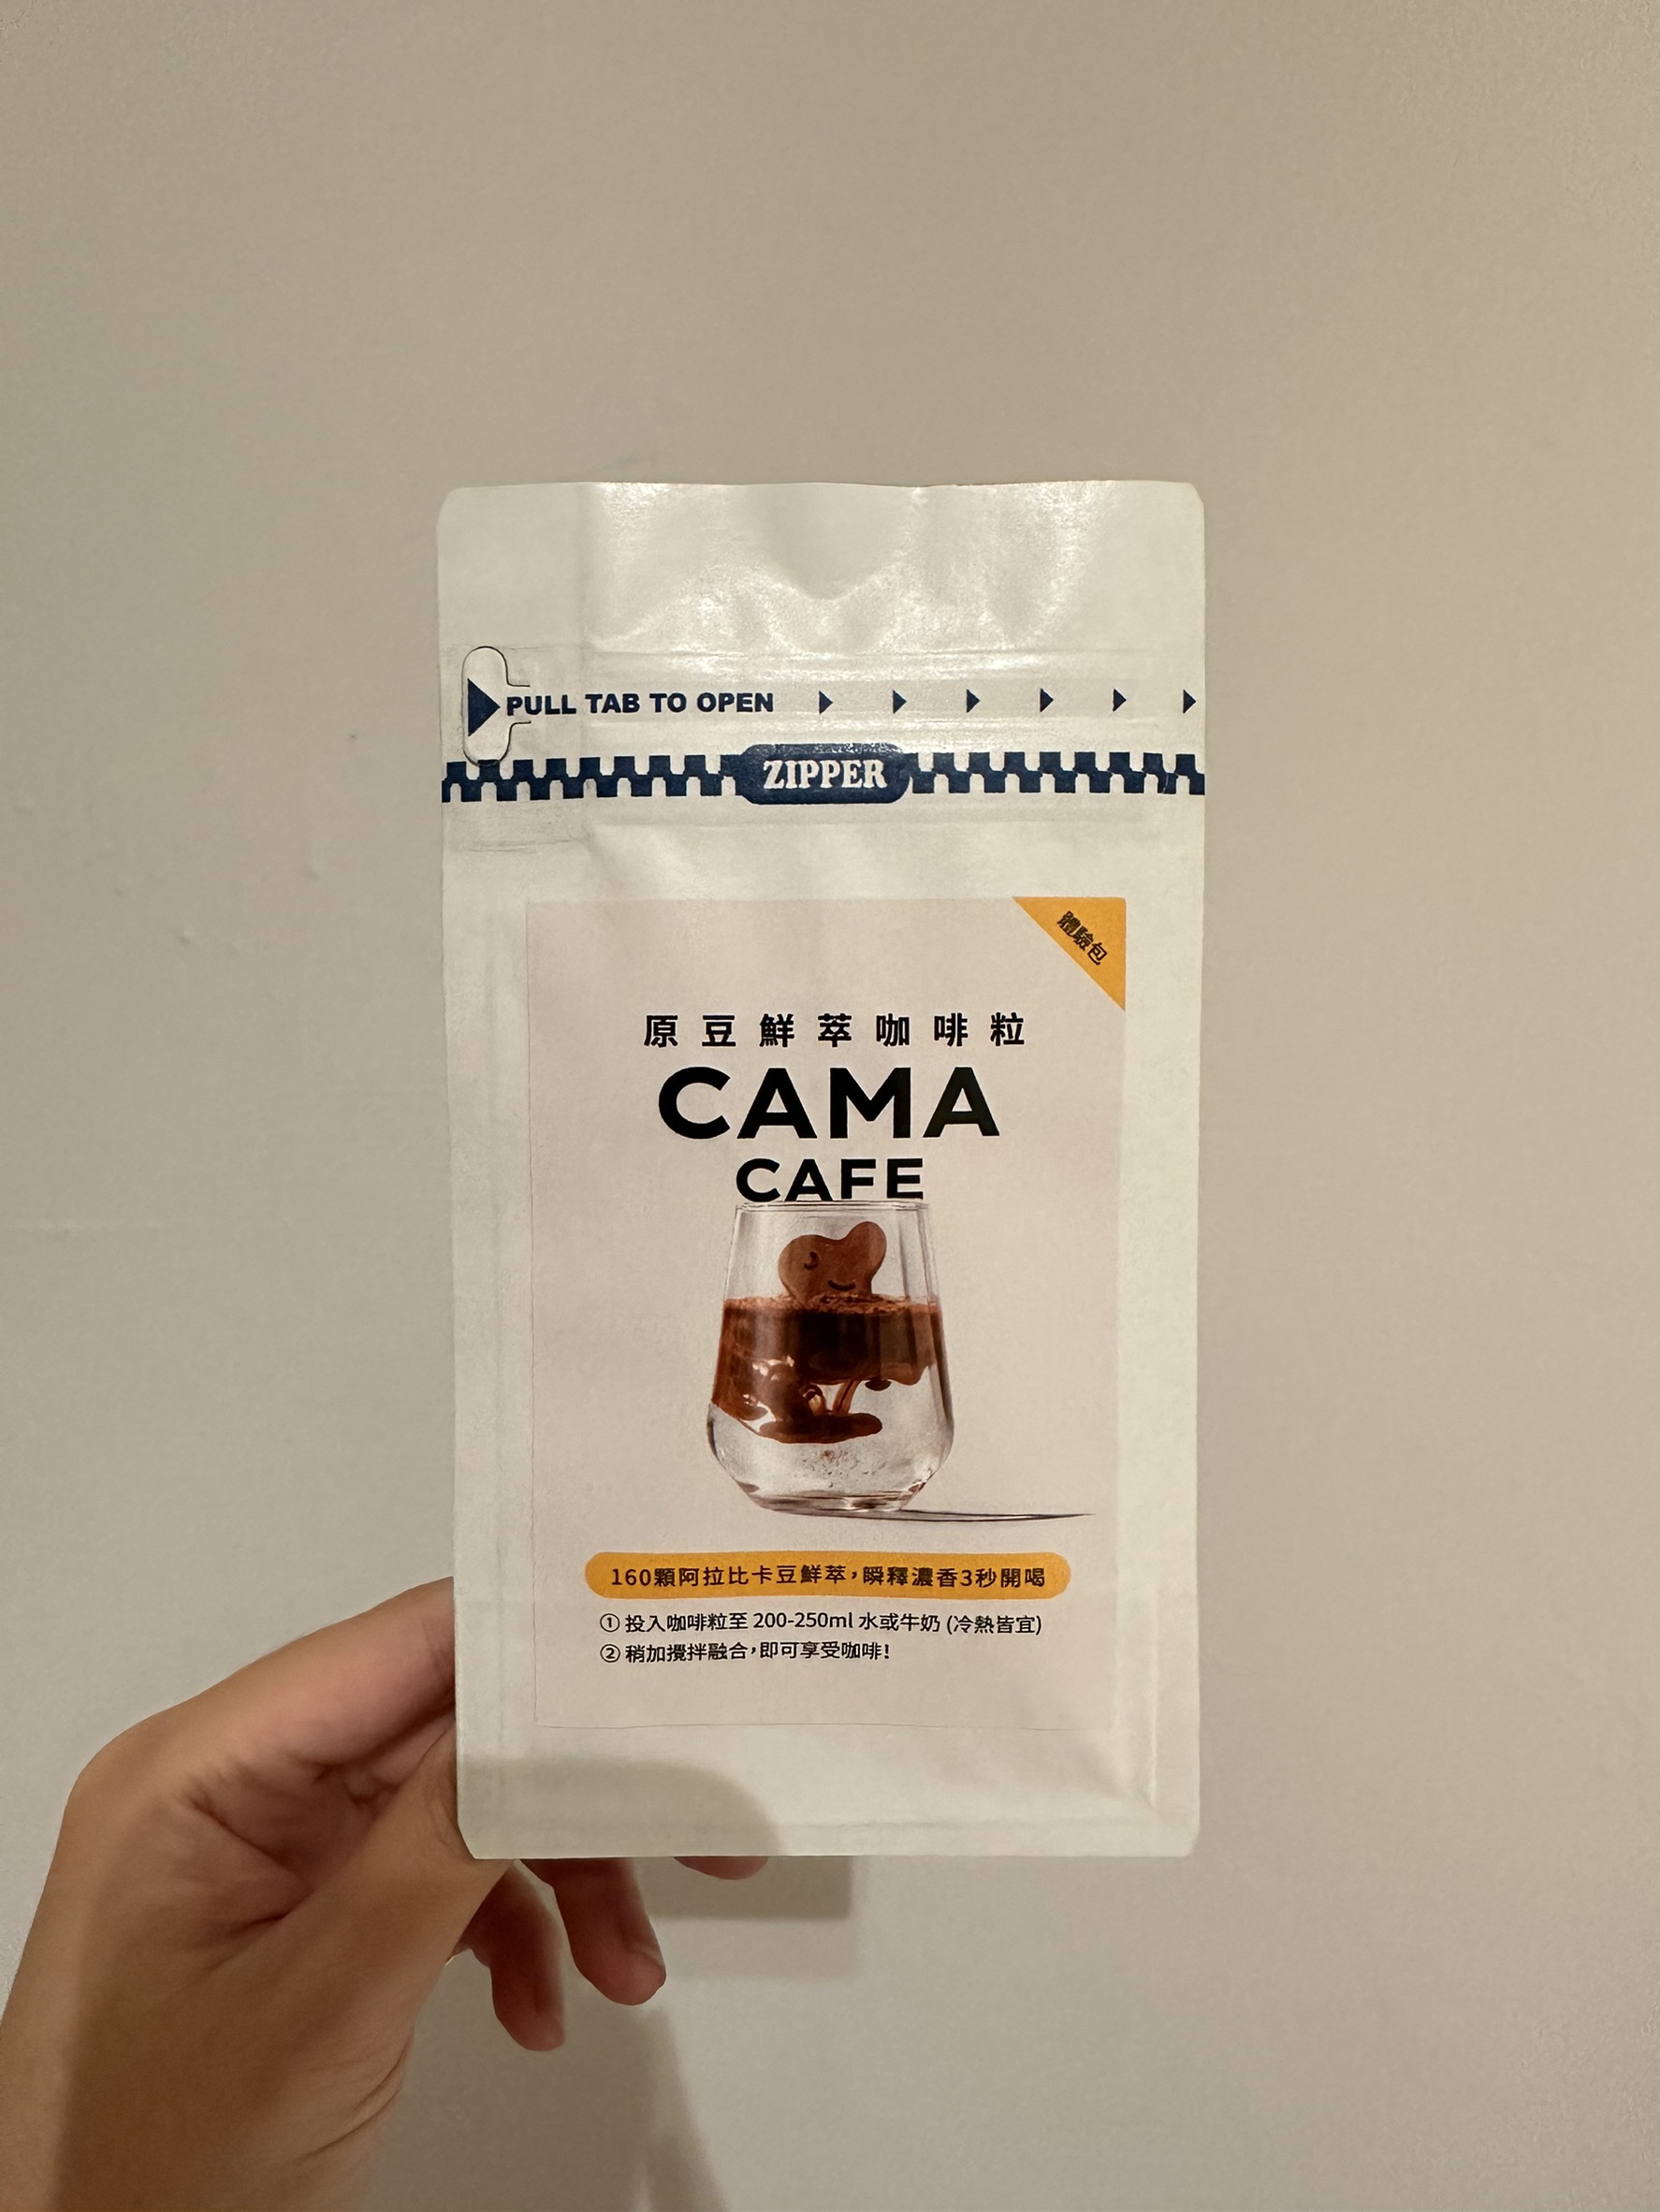 PULL TAB TO OPEN
ZIPPER
體驗包
原豆鮮萃咖啡粒
CAMA
CAFE
160顆阿拉比卡豆鮮萃，瞬釋濃香3秒開喝
① 投入咖啡粒至 200-250ml 水或牛奶 (冷熱皆宜)
② 稍加攪拌融合，即可享受咖啡！